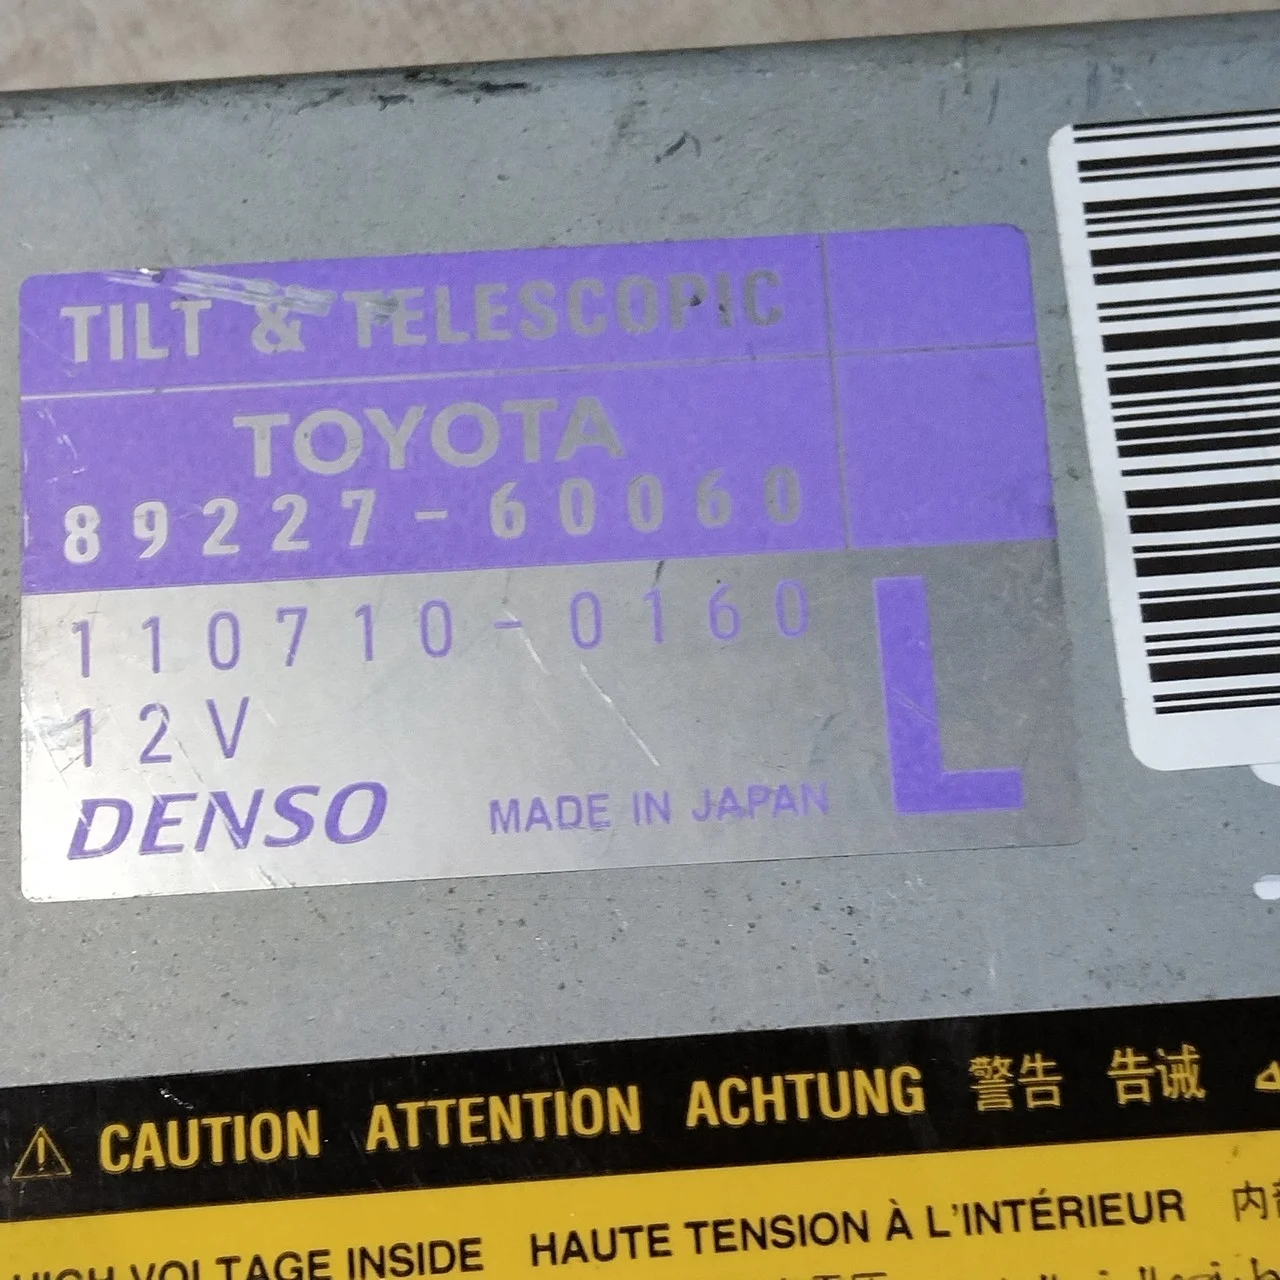 TILT & TELESCOPIC
TOYOTA
89227-60060
110710-0160
12V
DENSO MADE IN JAPAN L
CAUTION ATTENTION ACHTUNG 警告 告诫
HIGH VOLTAGE INSIDE HAUTE TENSION À L'INTÉRIEUR 内